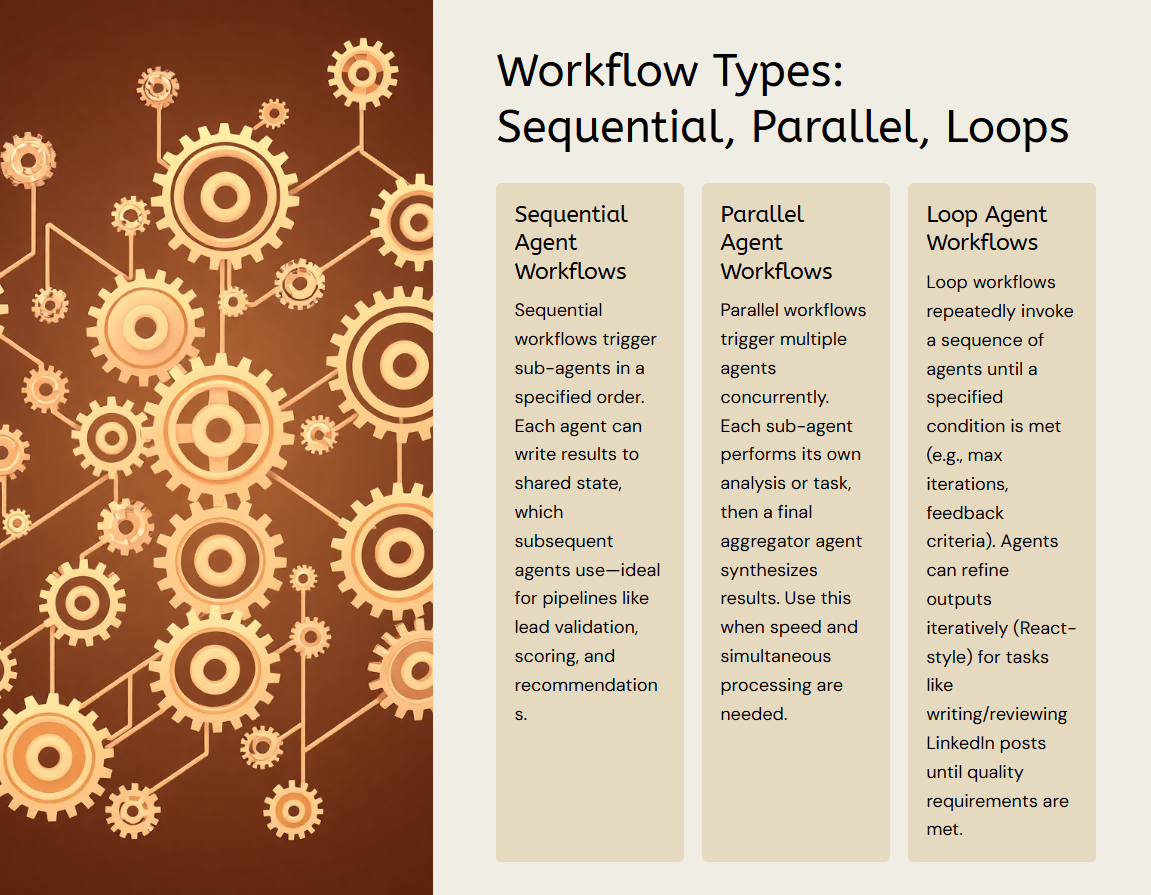 Workflow Types:
Sequential, Parallel, Loops
Sequential
Agent
Workflows
Sequential
workflows trigger
sub-agents in a
specified order.
Each agent can
write results to
shared state,
which
subsequent
agents use—ideal
for pipelines like
lead validation,
scoring, and
recommendation
s.
Parallel
Agent
Workflows
Parallel workflows
trigger multiple
agents
concurrently.
Each sub-agent
performs its own
analysis or task,
then a final
aggregator agent
synthesizes
results. Use this
when speed and
simultaneous
processing are
needed.
Loop Agent
Workflows
Loop workflows
repeatedly invoke
a sequence of
agents until a
specified
condition is met
(e.g., max
iterations,
feedback
criteria). Agents
can refine
outputs
iteratively (React-
style) for tasks
like
writing/reviewing
LinkedIn posts
until quality
requirements are
met.